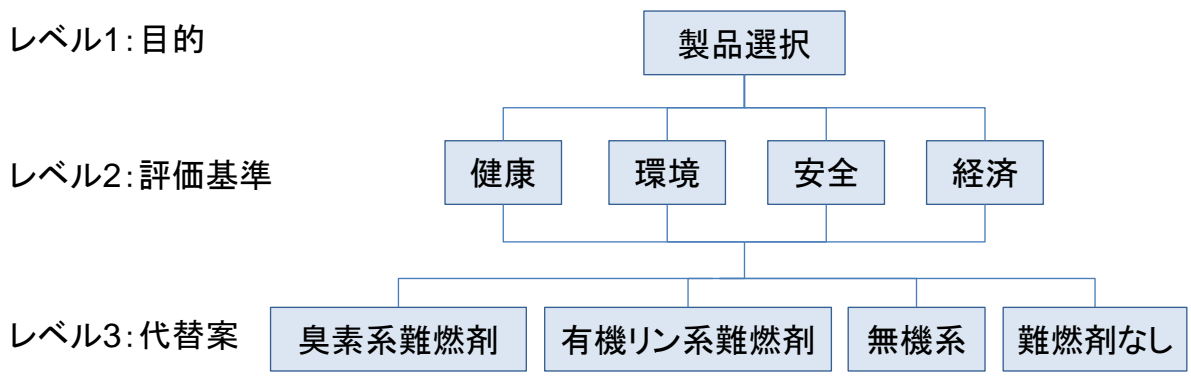 レベル1:目的
製品選択
レベル2:評価基準
健康
環境
安全
経済
レベル3:代替案
臭素系難燃剤
有機リン系難燃剤
無機系
難燃剤なし